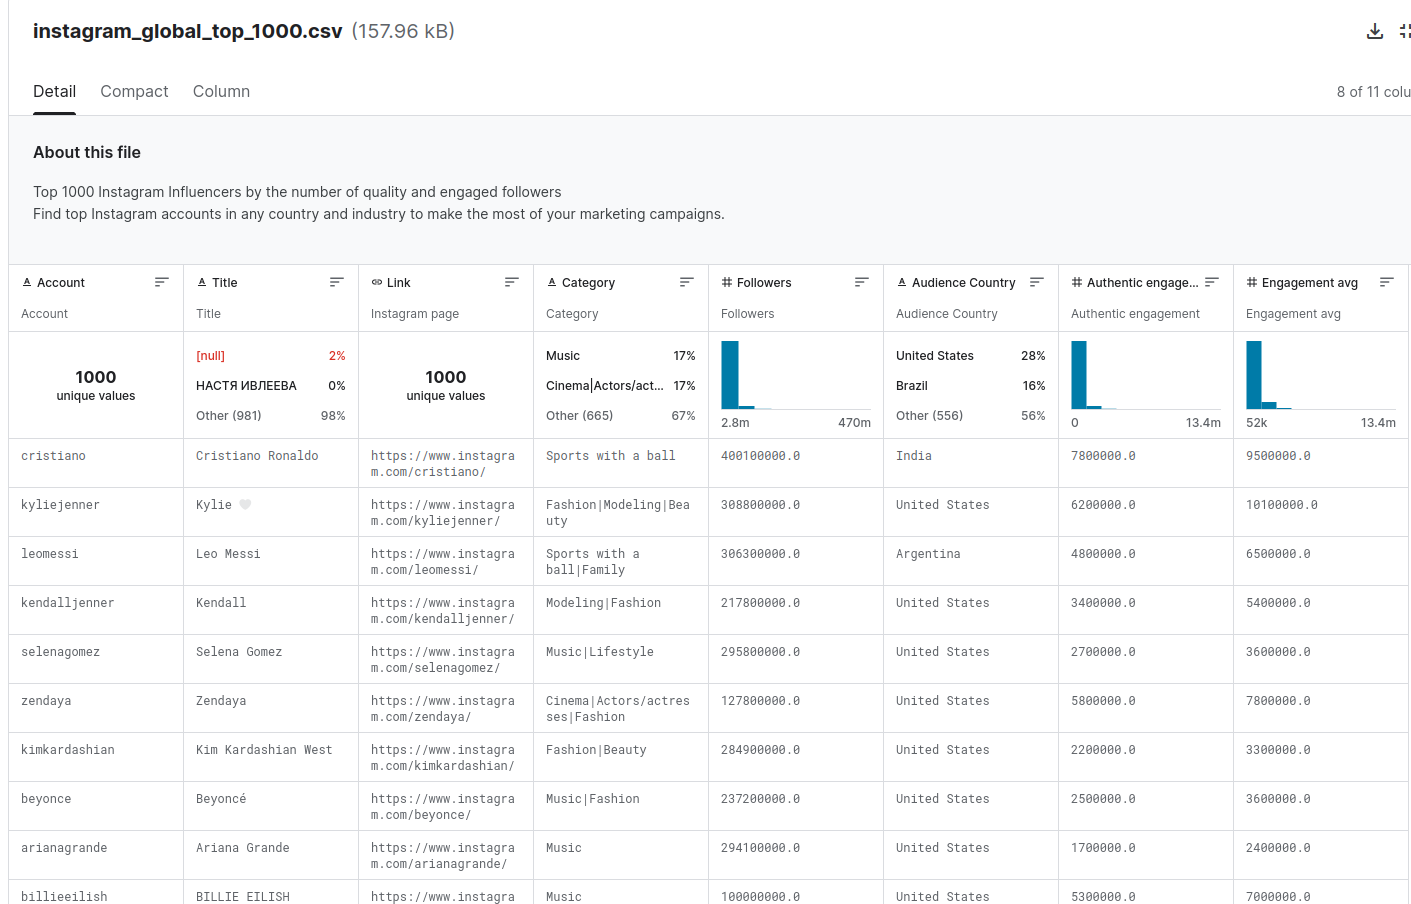 instagram_global_top_1000.csv (157.96 kB)
Detail Compact Column 8 of 11 colu
About this file
Top 1000 Instagram Influencers by the number of quality and engaged followers
Find top Instagram accounts in any country and industry to make the most of your marketing campaigns.
Account Title Link Category Followers Audience Country Authentic engage... Engagement avg
Account Title Instagram page Category Followers Audience Country Authentic engagement Engagement avg
1000
unique values
[null] 2%
НАСТЯ ИВЛЕЕВА 0%
Other (981) 98%
1000
unique values
Music 17%
Cinema|Actors/act... 17%
Other (665) 67%
2.8m 470m
United States 28%
Brazil 16%
Other (556) 56%
0 13.4m
52k 13.4m
cristiano Cristiano Ronaldo https://www.instagra Sports with a ball 400100000.0 India 7800000.0 9500000.0
m.com/cristiano/
kyliejenner Kylie 🤍 https://www.instagra Fashion|Modeling|Bea 308800000.0 United States 6200000.0 10100000.0
m.com/kyliejenner/ uty
leomessi Leo Messi https://www.instagra Sports with a 306300000.0 Argentina 4800000.0 6500000.0
m.com/leomessi/ ball|Family
kendalljenner Kendall https://www.instagra Modeling|Fashion 217800000.0 United States 3400000.0 5400000.0
m.com/kendalljenner/
selenagomez Selena Gomez https://www.instagra Music|Lifestyle 295800000.0 United States 2700000.0 3600000.0
m.com/selenagomez/
zendaya Zendaya https://www.instagra Cinema|Actors/actres 127800000.0 United States 5800000.0 7800000.0
m.com/zendaya/ ses|Fashion
kimkardashian Kim Kardashian West https://www.instagra Fashion|Beauty 284900000.0 United States 2200000.0 3300000.0
m.com/kimkardashian/
beyonce Beyoncé https://www.instagra Music|Fashion 237200000.0 United States 2500000.0 3600000.0
m.com/beyonce/
arianagrande Ariana Grande https://www.instagra Music 294100000.0 United States 1700000.0 2400000.0
m.com/arianagrande/
billieeilish BILLIE EILISH https://www.instagra Music 100000000.0 United States 5300000.0 7000000.0